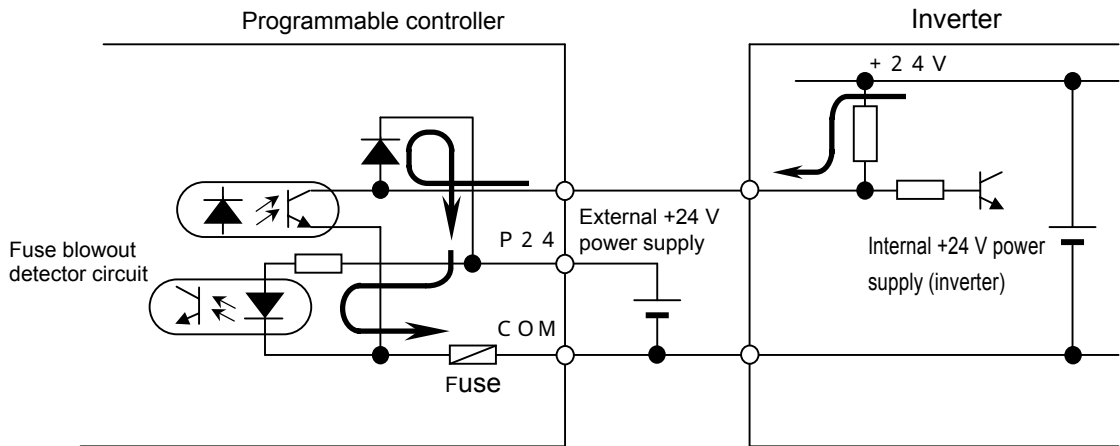 Programmable controller
Inverter
+24V
External +24 V
power supply
P24
Fuse blowout
detector circuit
Internal +24 V power
supply (inverter)
COM
Fuse